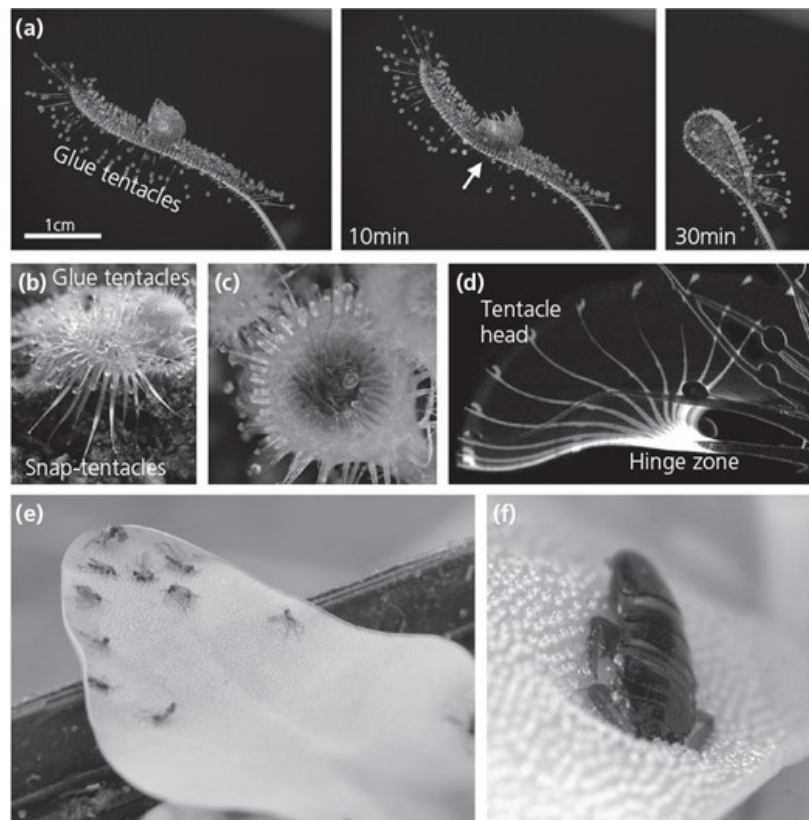 (a)
Glue tentacles
1cm
10min
30min
(b)
Glue tentacles
Snap-tentacles
(c)
(d)
Tentacle
head
Hinge zone
(e)
(f)